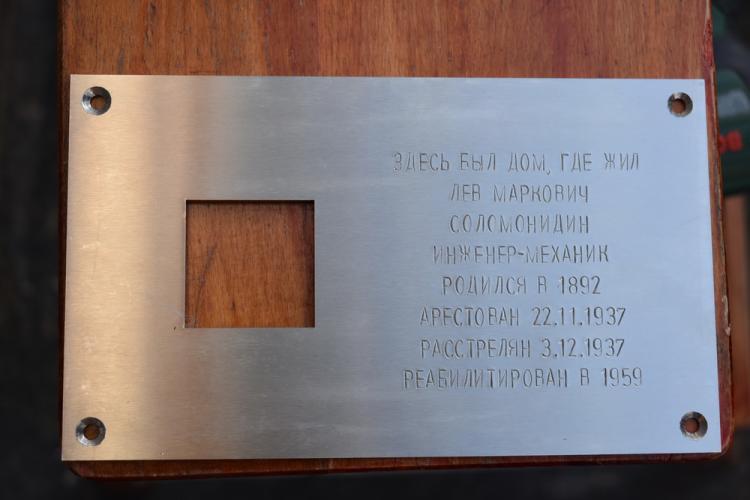 ЗДЕСЬ БЫЛ ДОМ, ГДЕ ЖИЛ
ЛЕВ МАРКОВИЧ
СОЛОМОНИДИН
ИНЖЕНЕР-МЕХАНИК
РОДИЛСЯ В 1892
АРЕСТОВАН 22.11.1937
РАССТРЕЛЯН 3.12.1937
РЕАБИЛИТИРОВАН В 1959